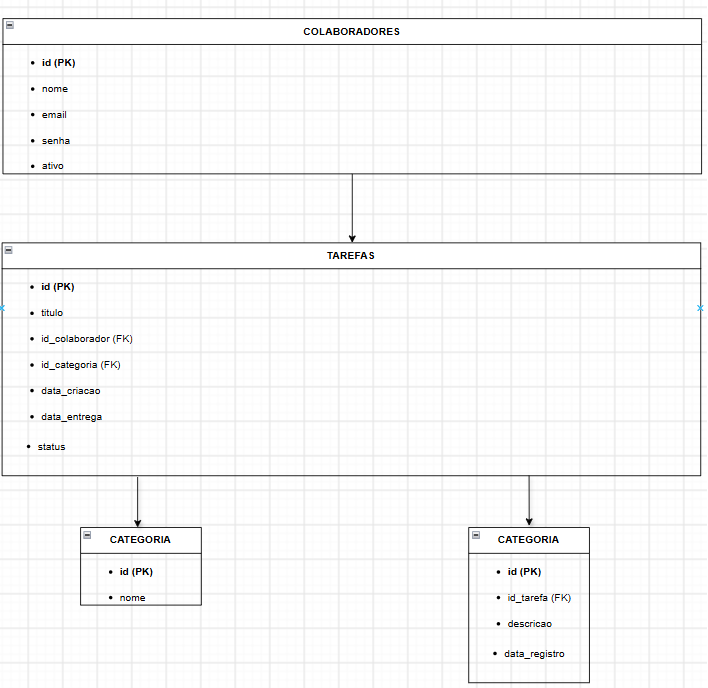 COLABORADORES
id (PK)
nome
email
senha
ativo
TAREFAS
id (PK)
titulo
id_colaborador (FK)
id_categoria (FK)
data_criacao
data_entrega
status
CATEGORIA
id (PK)
nome
CATEGORIA
id (PK)
id_tarefa (FK)
descricao
data_registro